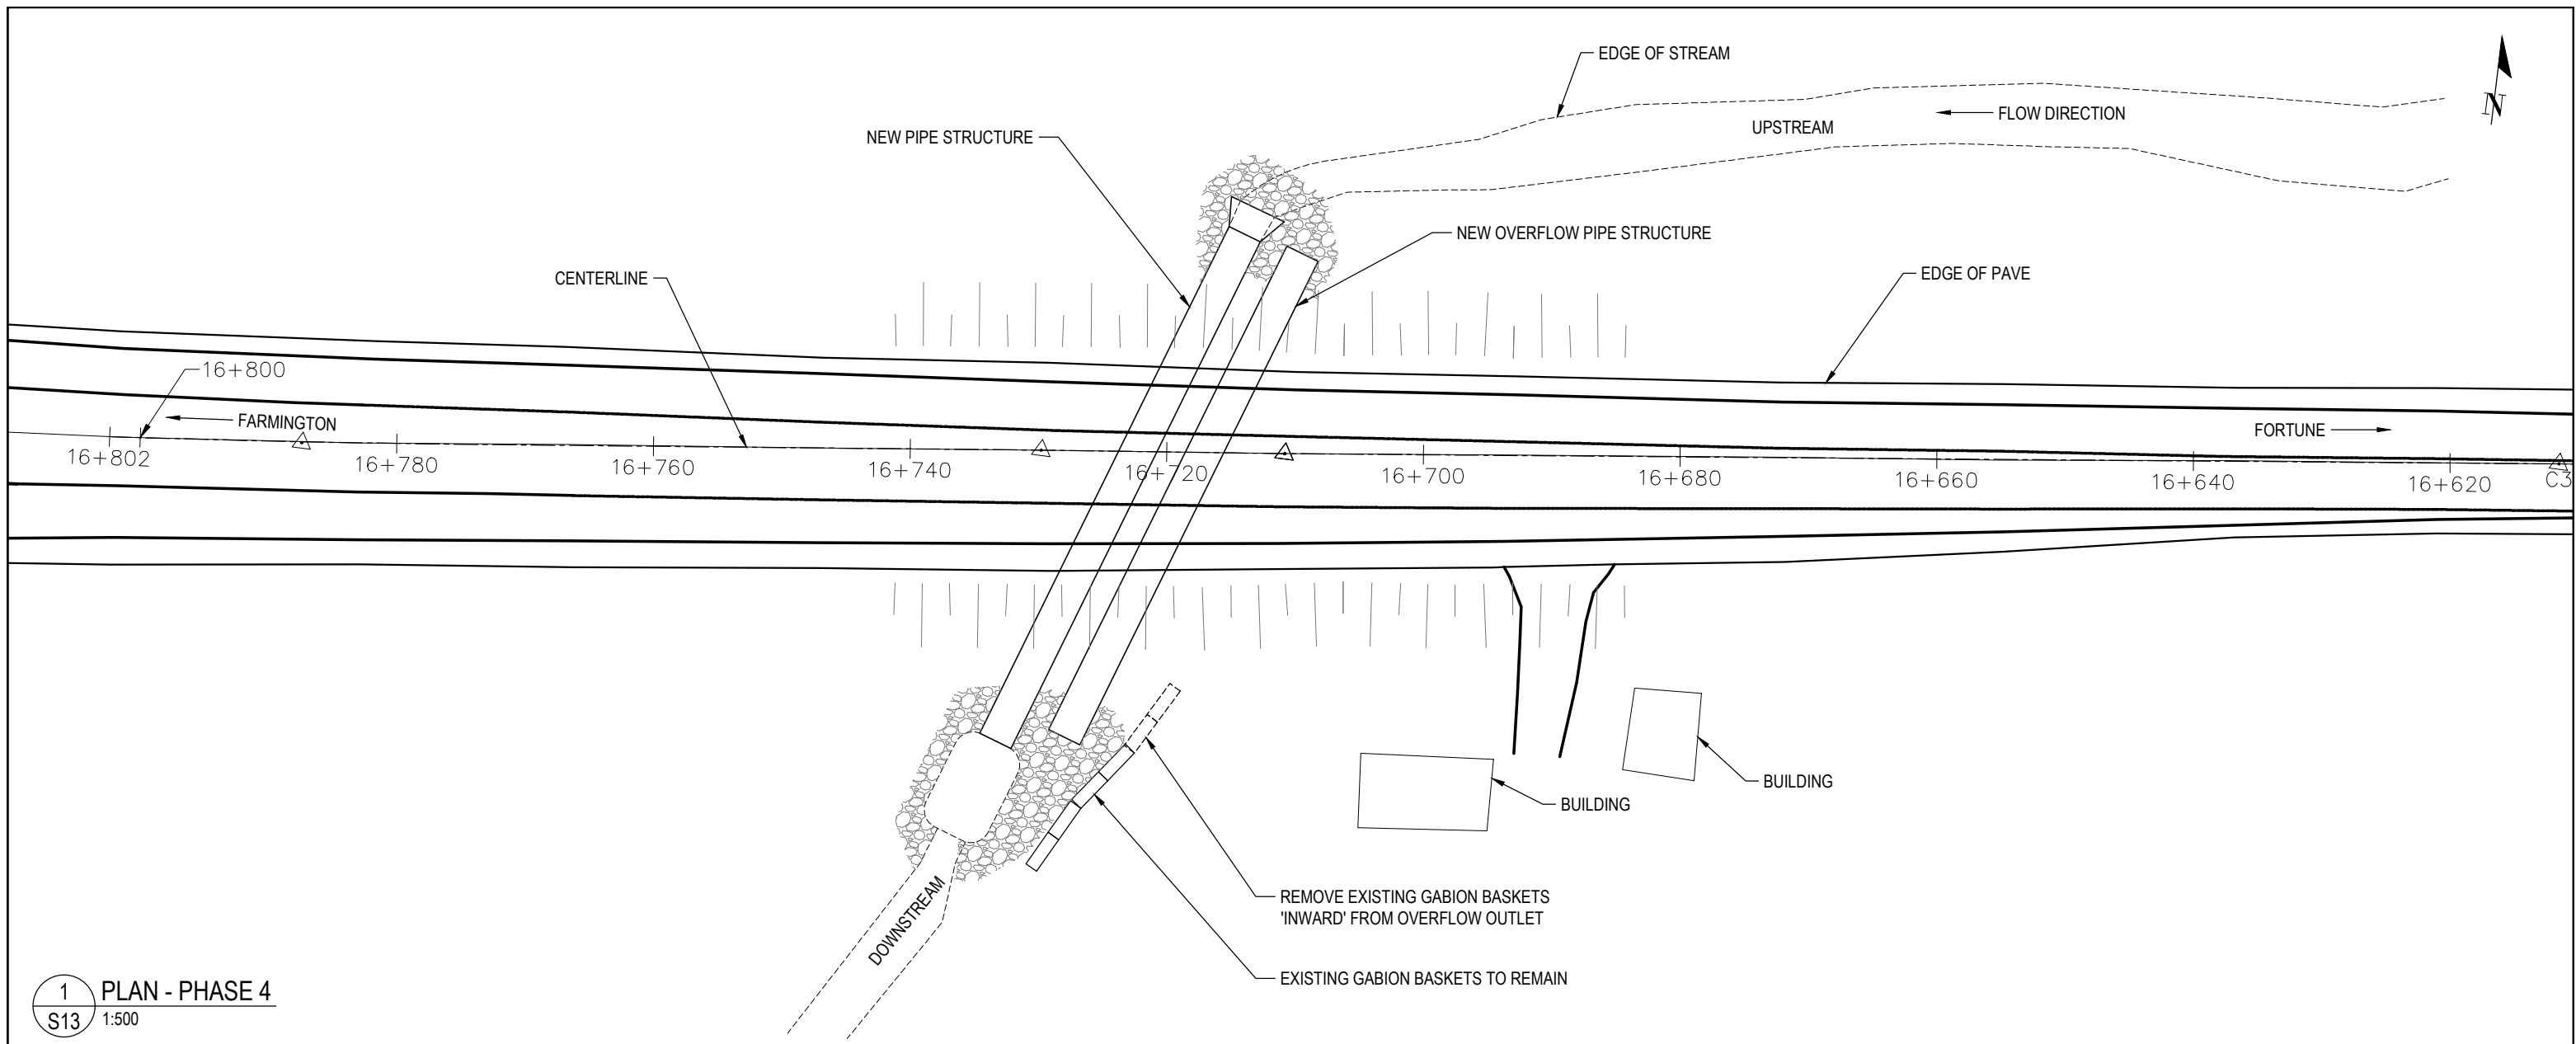 EDGE OF STREAM
FLOW DIRECTION
UPSTREAM
N
NEW PIPE STRUCTURE
NEW OVERFLOW PIPE STRUCTURE
CENTERLINE
EDGE OF PAVE
16+800
FARMINGTON
FORTUNE
16+802
16+780
16+760
16+740
16+720
16+700
16+680
16+660
16+640
16+620
C3
BUILDING
BUILDING
REMOVE EXISTING GABION BASKETS
'INWARD' FROM OVERFLOW OUTLET
DOWNSTREAM
EXISTING GABION BASKETS TO REMAIN
1
S13
PLAN - PHASE 4
1:500